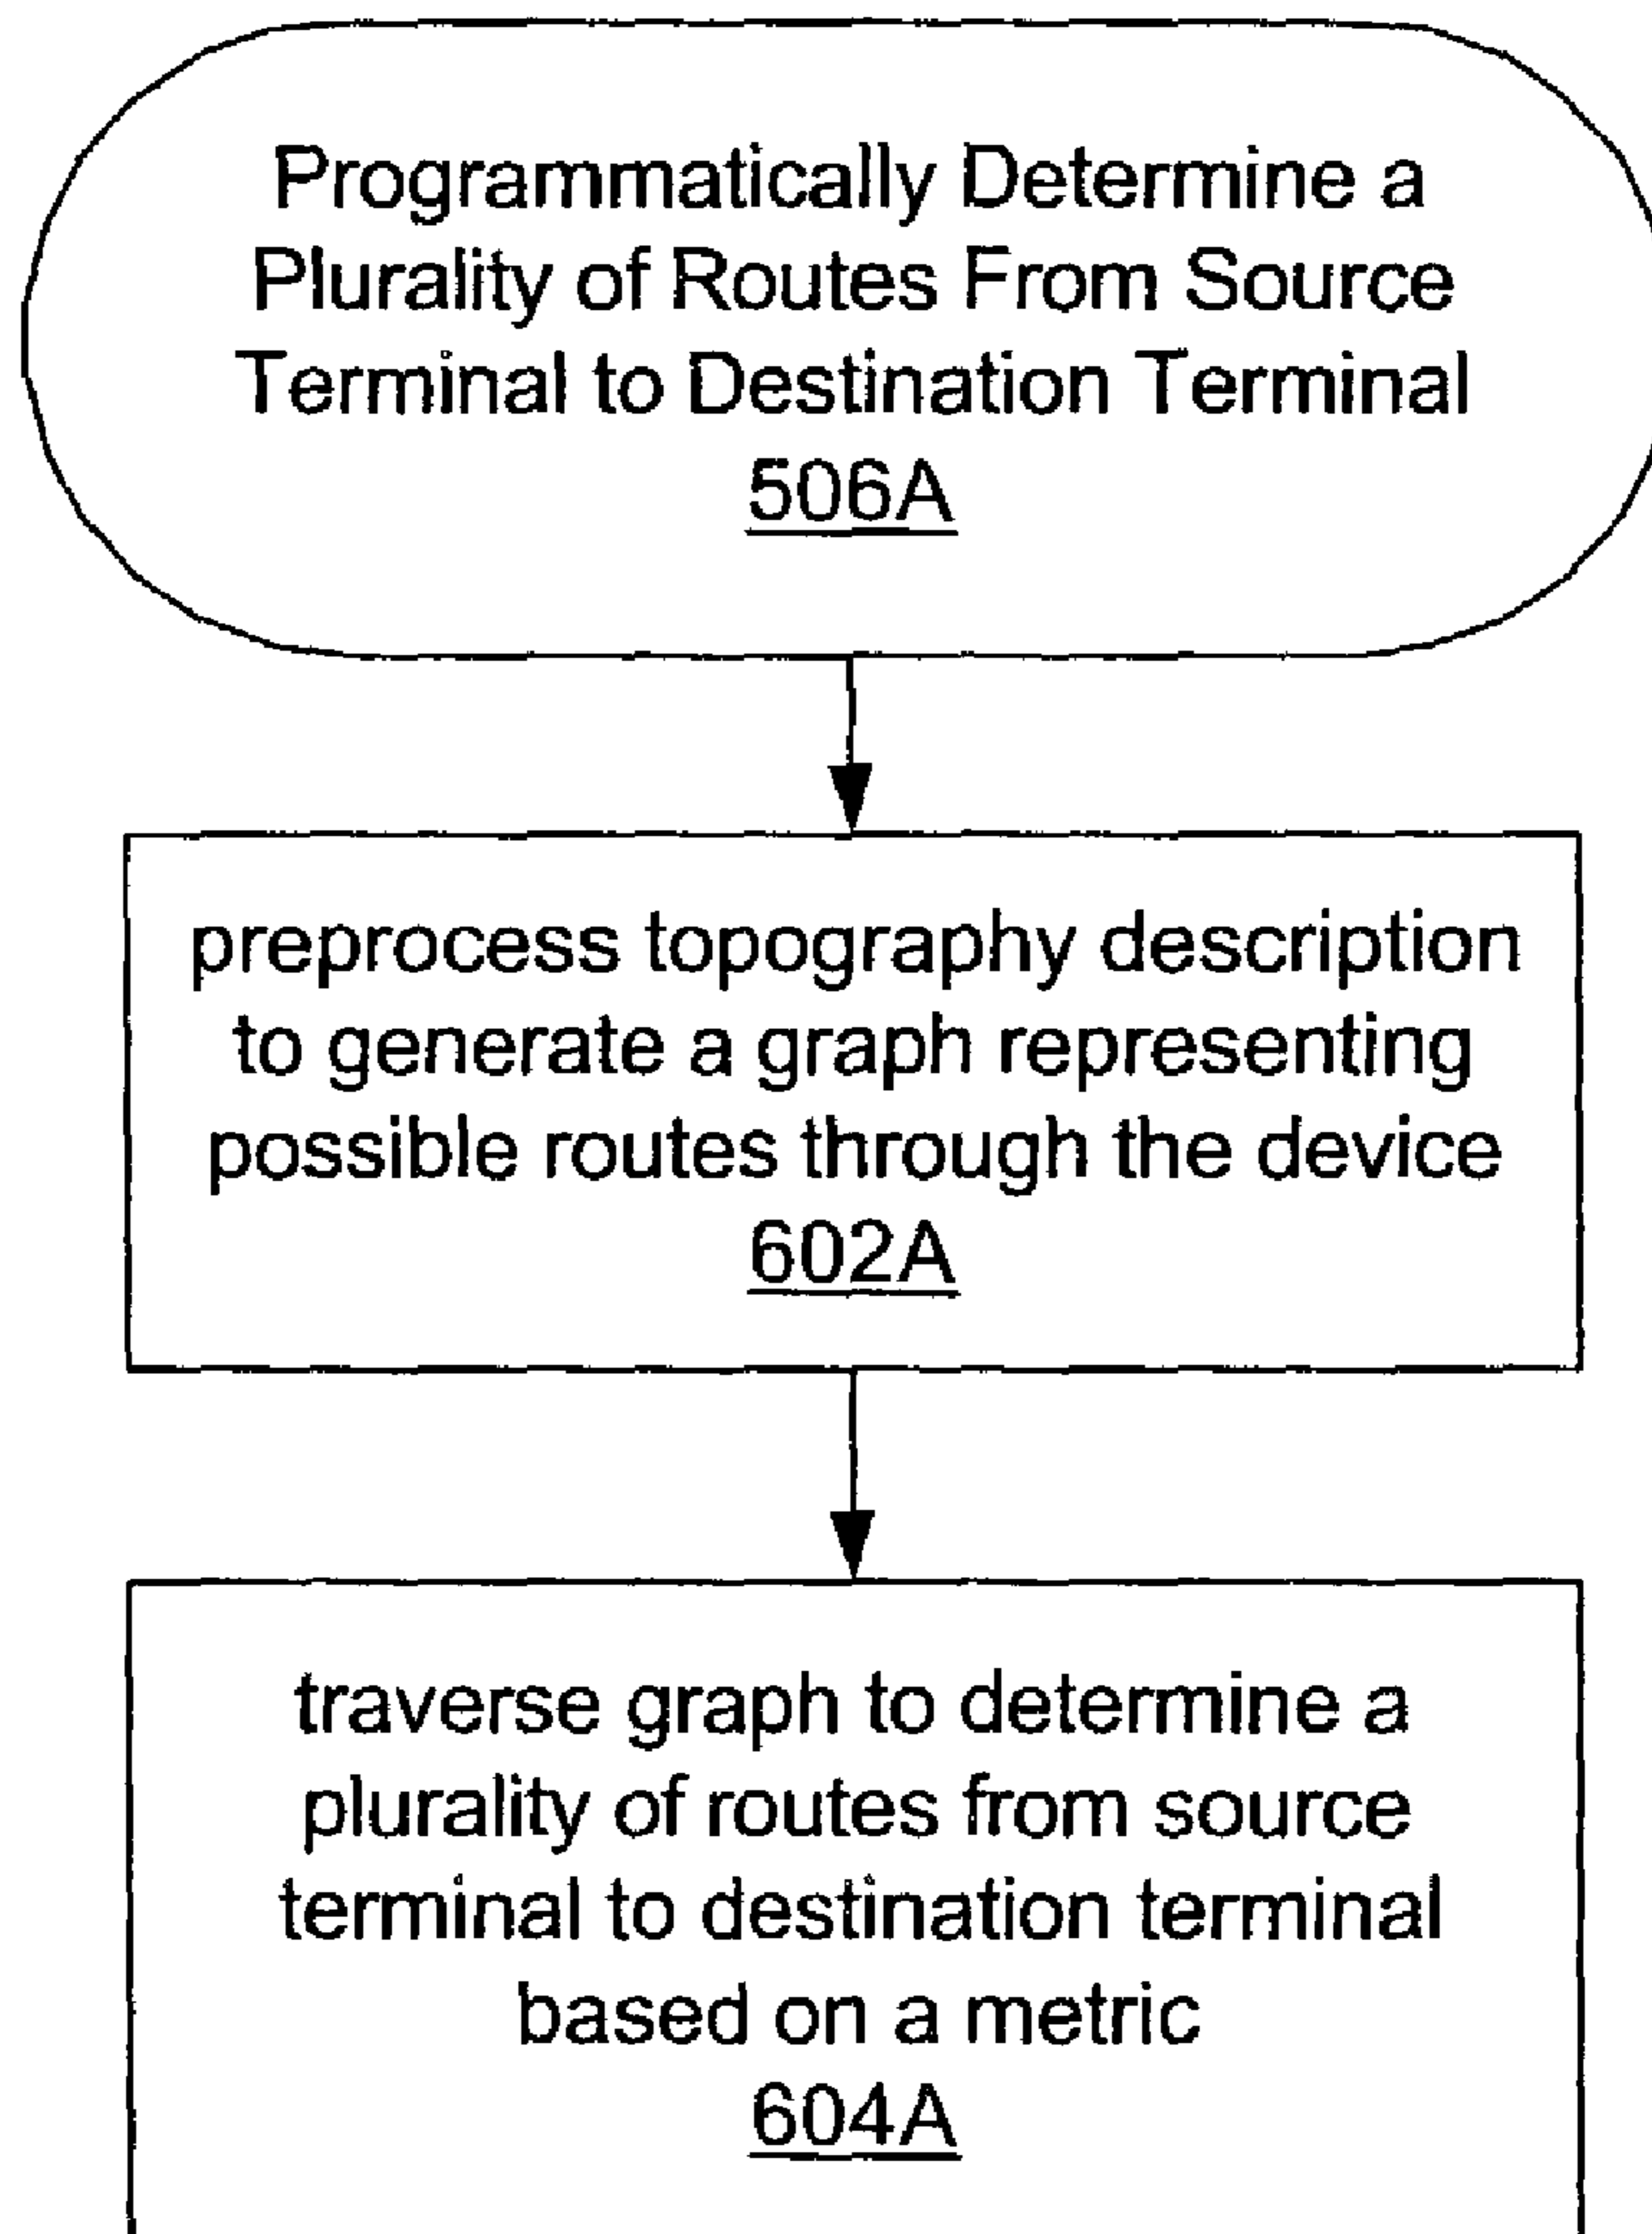 Programmatically Determine a
Plurality of Routes From Source
Terminal to Destination Terminal
506A
preprocess topography description
to generate a graph representing
possible routes through the device
602A
traverse graph to determine a
plurality of routes from source
terminal to destination terminal
based on a metric
604A